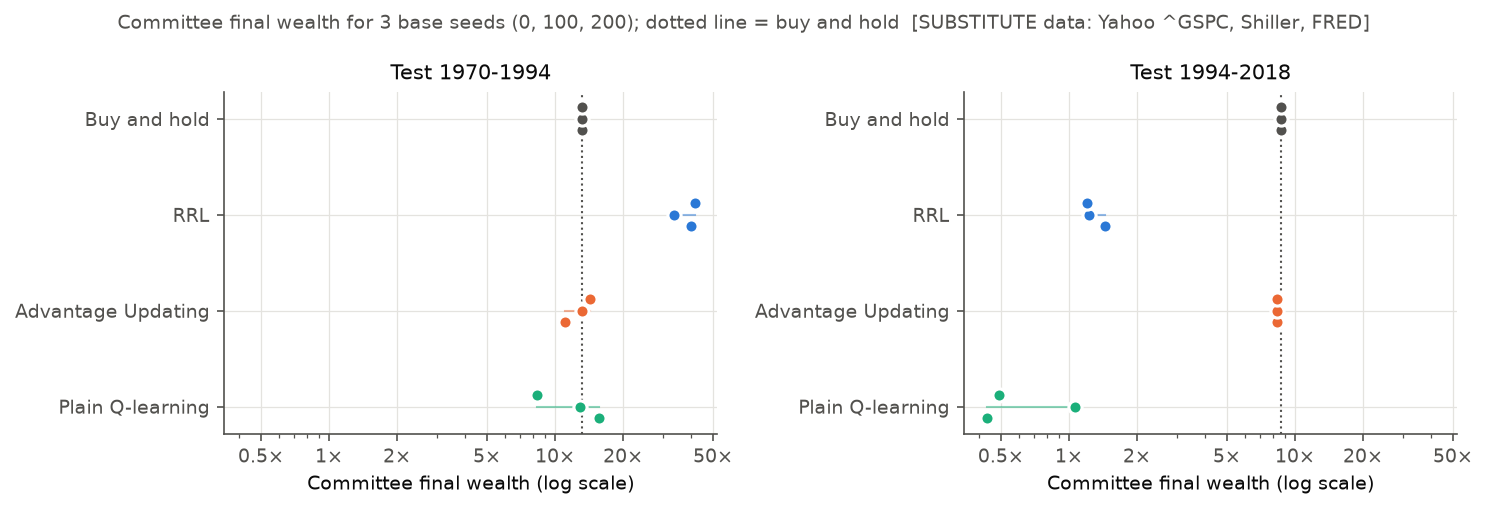 Committee final wealth for 3 base seeds (0, 100, 200); dotted line = buy and hold  [SUBSTITUTE data: Yahoo ^GSPC, Shiller, FRED]
Test 1970-1994
Buy and hold
RRL
Advantage Updating
Plain Q-learning
0.5× 1× 2× 5× 10× 20× 50×
Committee final wealth (log scale)
Test 1994-2018
Buy and hold
RRL
Advantage Updating
Plain Q-learning
0.5× 1× 2× 5× 10× 20× 50×
Committee final wealth (log scale)